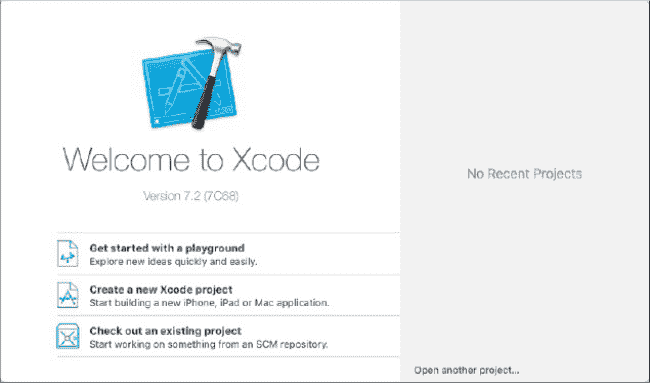 Welcome to Xcode
Version 7.2 (7C68)
Get started with a playground
Explore new ideas quickly and easily.
Create a new Xcode project
Start building a new iPhone, iPad or Mac application.
Check out an existing project
Start working on something from an SCM repository.
No Recent Projects
Open another project...